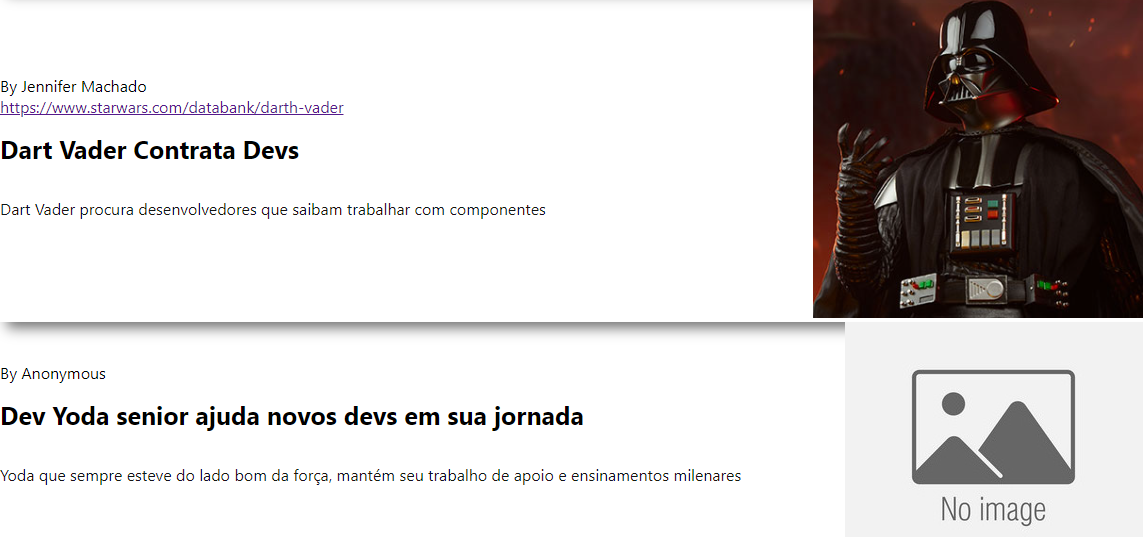 By Jennifer Machado
https://www.starwars.com/databank/darth-vader
Dart Vader Contrata Devs
Dart Vader procura desenvolvedores que saibam trabalhar com componentes
By Anonymous
Dev Yoda senior ajuda novos devs em sua jornada
Yoda que sempre esteve do lado bom da força, mantém seu trabalho de apoio e ensinamentos milenares
No image